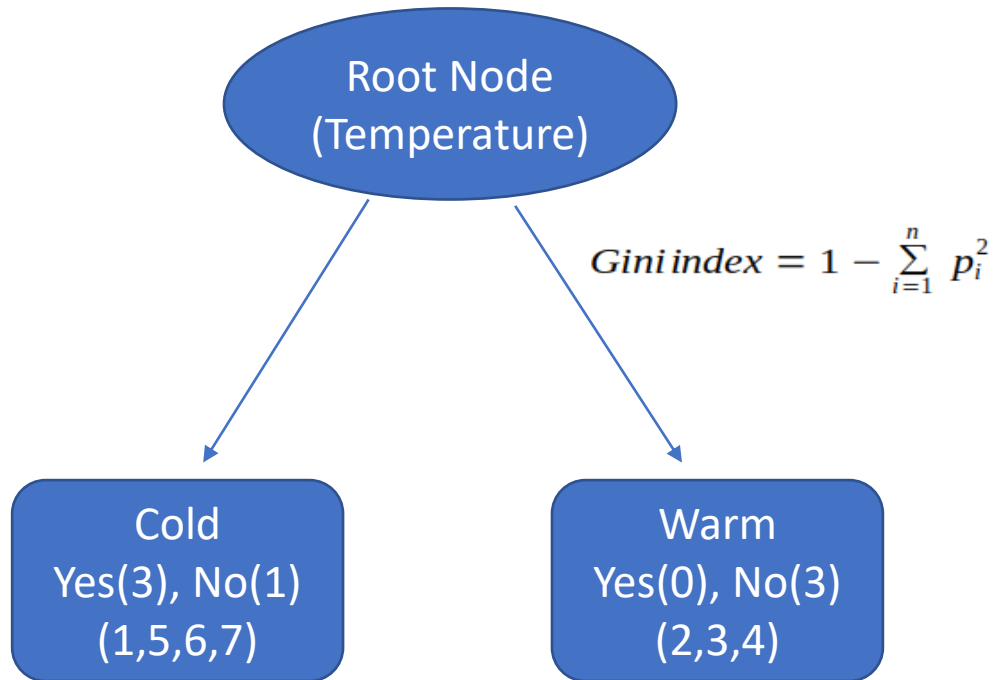 Root Node
(Temperature)
Gini index = 1 − ∑_{i=1}^{n} p_i^2
Cold
Yes(3), No(1)
(1,5,6,7)
Warm
Yes(0), No(3)
(2,3,4)